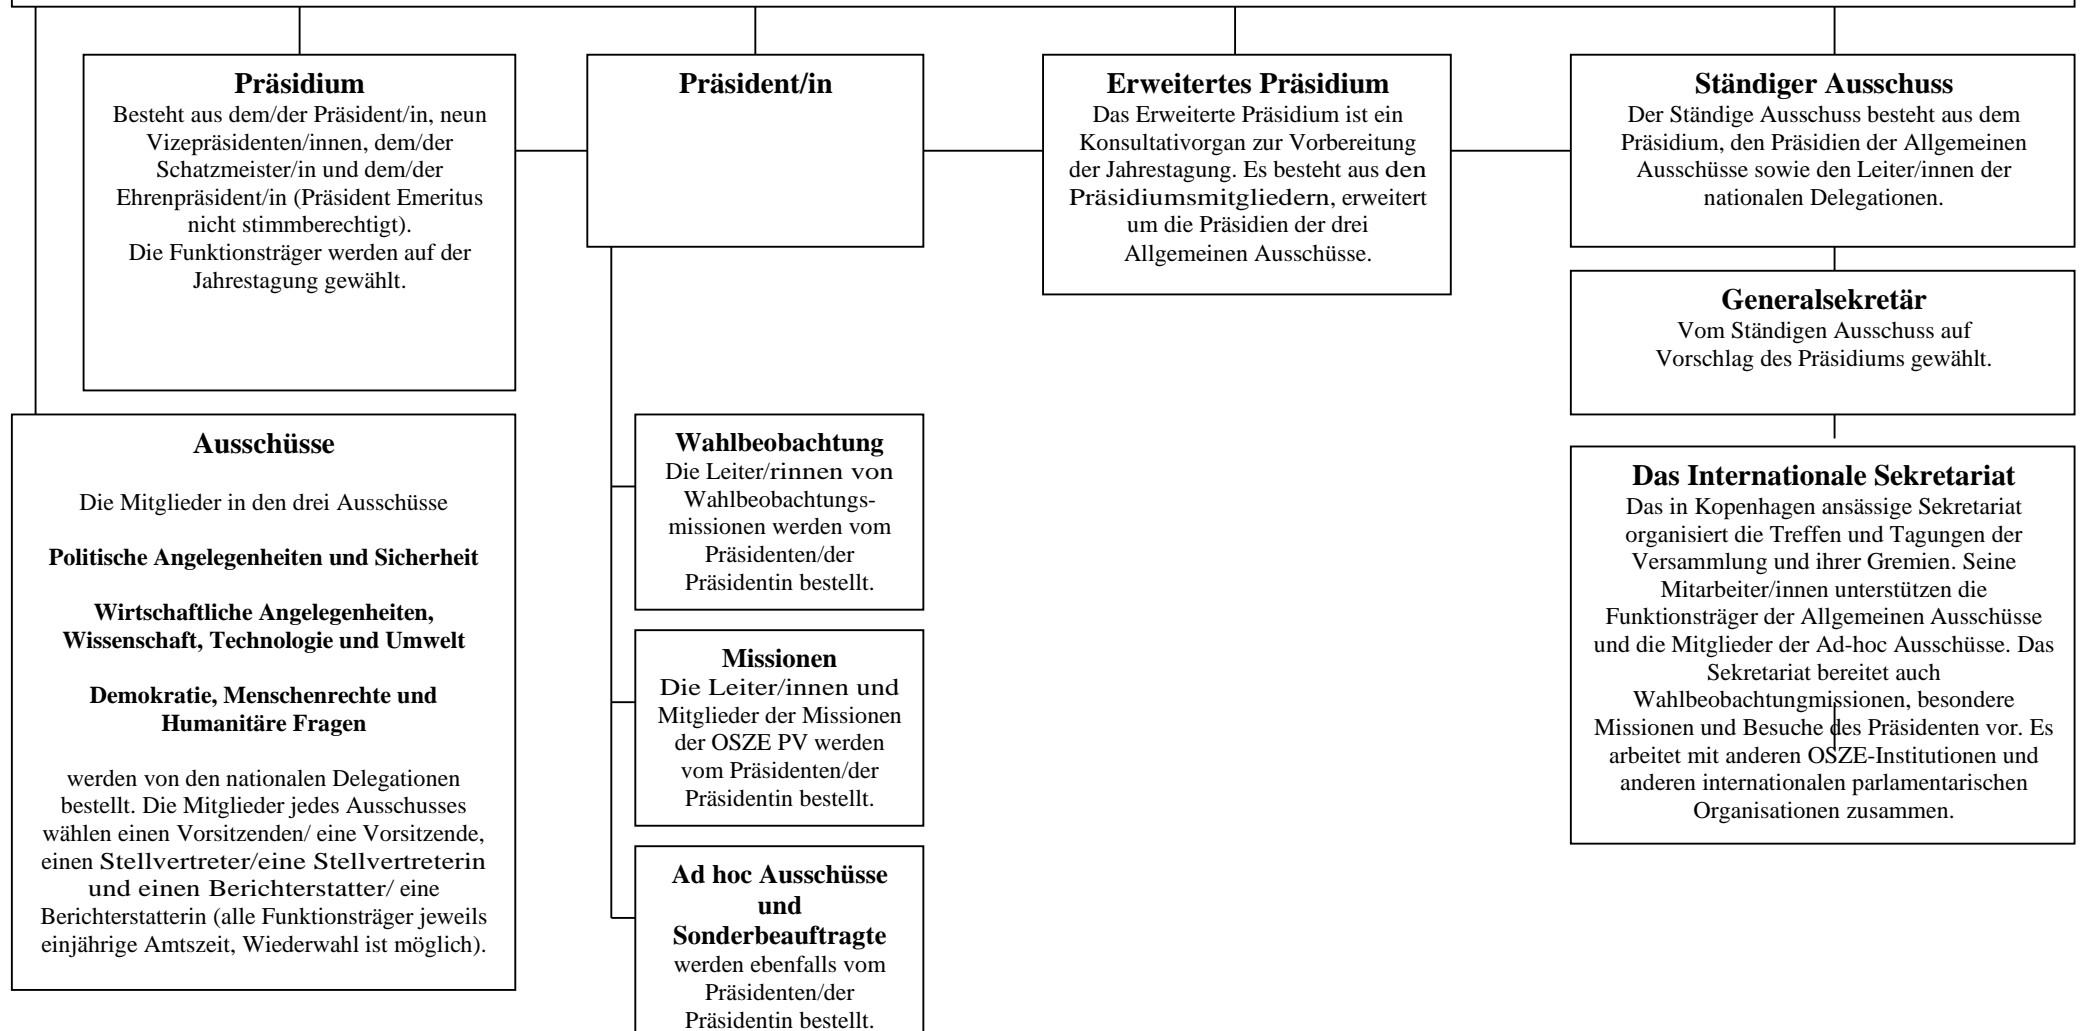 Präsidium
Besteht aus dem/der Präsident/in, neun
Vizepräsidenten/innen, dem/der
Schatzmeister/in und dem/der
Ehrenpräsident/in (Präsident Emeritus
nicht stimmberechtigt).
Die Funktionsträger werden auf der
Jahrestagung gewählt.
Präsident/in
Erweitertes Präsidium
Das Erweiterte Präsidium ist ein
Konsultativorgan zur Vorbereitung
der Jahrestagung. Es besteht aus den
Präsidiumsmitgliedern, erweitert
um die Präsidien der drei
Allgemeinen Ausschüsse.
Ständiger Ausschuss
Der Ständige Ausschuss besteht aus dem
Präsidium, den Präsidien der Allgemeinen
Ausschüsse sowie den Leiter/innen der
nationalen Delegationen.
Generalsekretär
Vom Ständigen Ausschuss auf
Vorschlag des Präsidiums gewählt.
Ausschüsse
Die Mitglieder in den drei Ausschüsse
Politische Angelegenheiten und Sicherheit
Wirtschaftliche Angelegenheiten,
Wissenschaft, Technologie und Umwelt
Demokratie, Menschenrechte und
Humanitäre Fragen
werden von den nationalen Delegationen
bestellt. Die Mitglieder jedes Ausschusses
wählen einen Vorsitzenden/ eine Vorsitzende,
einen Stellvertreter/eine Stellvertreterin
und einen Berichterstatter/ eine
Berichterstatterin (alle Funktionsträger jeweils
einjährige Amtszeit, Wiederwahl ist möglich).
Wahlbeobachtung
Die Leiter/rinnen von
Wahlbeobachtungs-
missionen werden vom
Präsidenten/der
Präsidentin bestellt.
Missionen
Die Leiter/innen und
Mitglieder der Missionen
der OSZE PV werden
vom Präsidenten/der
Präsidentin bestellt.
Ad hoc Ausschüsse
und
Sonderbeauftragte
werden ebenfalls vom
Präsidenten/der
Präsidentin bestellt.
Das Internationale Sekretariat
Das in Kopenhagen ansässige Sekretariat
organisiert die Treffen und Tagungen der
Versammlung und ihrer Gremien. Seine
Mitarbeiter/innen unterstützen die
Funktionsträger der Allgemeinen Ausschüsse
und die Mitglieder der Ad-hoc Ausschüsse. Das
Sekretariat bereitet auch
Wahlbeobachtungmissionen, besondere
Missionen und Besuche des Präsidenten vor. Es
arbeitet mit anderen OSZE-Institutionen und
anderen internationalen parlamentarischen
Organisationen zusammen.